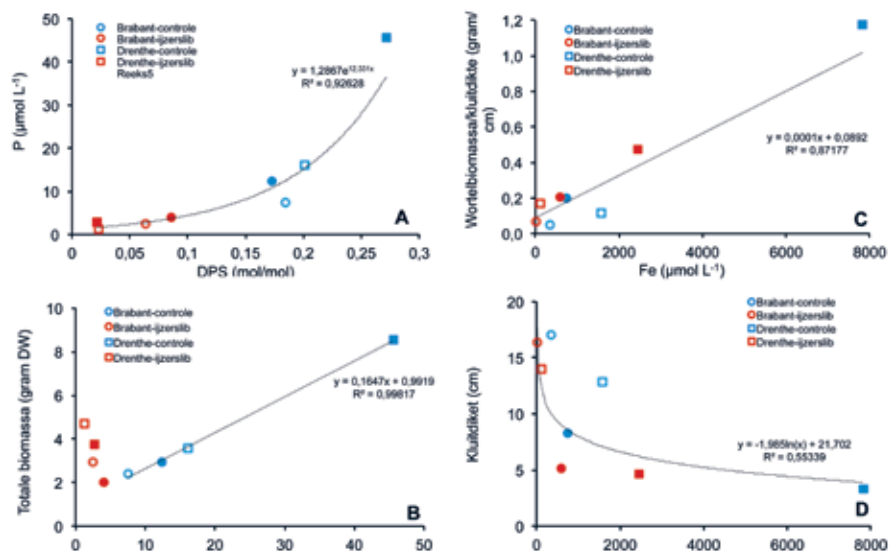 Brabant-controle
Brabant-ijzerslib
Drenthe-controle
Drenthe-ijzerslib
Reeks5
y = 1,2867e^12,331x
R² = 0,92628
P (µmol L⁻¹)
50
40
30
20
10
0
0
0,05
0,1
0,15
0,2
0,25
0,3
DPS (mol/mol)
A
Brabant-controle
Brabant-ijzerslib
Drenthe-controle
Drenthe-ijzerslib
y = 0,0001x + 0,0892
R² = 0,87177
Wortelbiomassa/kluitdikte (gram/
cm)
1,2
1,0
0,8
0,6
0,4
0,2
0,0
0
2000
4000
6000
8000
Fe (µmol L⁻¹)
C
Brabant-controle
Brabant-ijzerslib
Drenthe-controle
Drenthe-ijzerslib
y = 0,1647x + 0,9919
R² = 0,99817
Totale biomassa (gram DW)
10
8
6
4
2
0
0
10
20
30
40
50
B
Brabant-controle
Brabant-ijzerslib
Drenthe-controle
Drenthe-ijzerslib
y = -1,985ln(x) + 21,702
R² = 0,55339
Kluitdiket (cm)
20
15
10
5
0
0
2000
4000
6000
8000
D